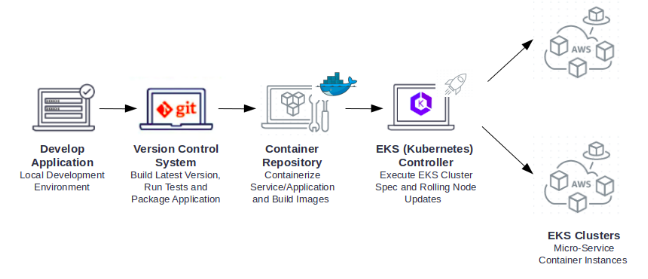 AWS
git
K
Develop
Application
Local Development
Environment
Version Control
System
Build Latest Version,
Run Tests and
Package Application
Container
Repository
Containerize
Service/Application
and Build Images
EKS (Kubernetes)
Controller
Execute EKS Cluster
Spec and Rolling Node
Updates
AWS
EKS Clusters
Micro-Service
Container Instances